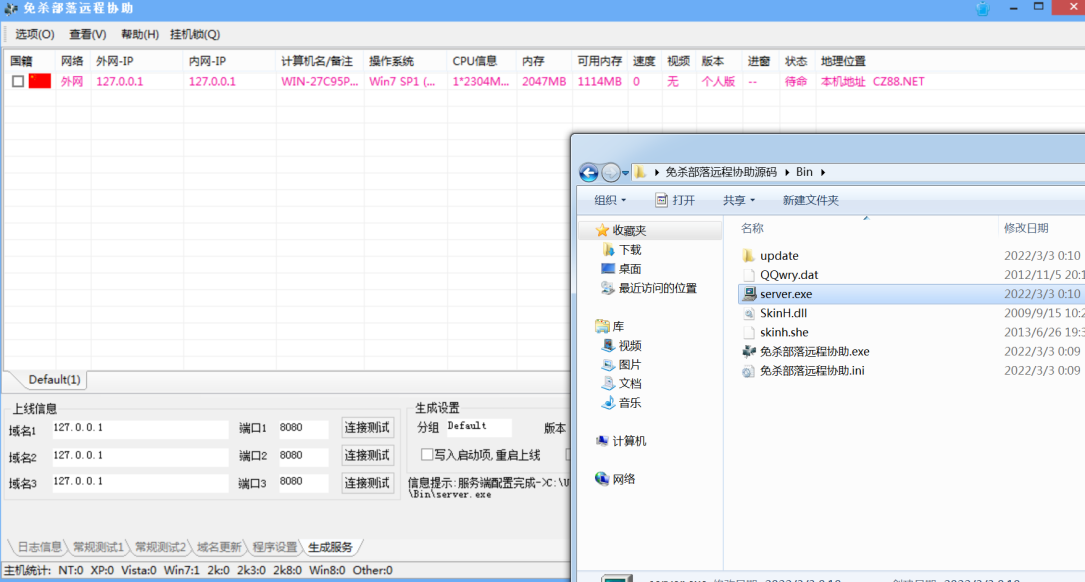 免杀部落远程协助
选项(O) 查看(V) 帮助(H) 挂机锁(Q)
国籍 网络 外网-IP 内网-IP 计算机名/备注 操作系统 CPU信息 内存 可用内存 速度 视频 版本 进窗 状态 地理位置
外网 127.0.0.1 127.0.0.1 WIN-27C95P... Win7 SP1 (... 1*2304M... 2047MB 1114MB 0 无 个人版 -- 待命 本机地址 CZ88.NET
Default(1)
上线信息
域名1 127.0.0.1 端口1 8080 连接测试
域名2 127.0.0.1 端口2 8080 连接测试
域名3 127.0.0.1 端口3 8080 连接测试
生成设置
分组 Default 版本
写入启动项,重启上线
信息提示:服务端配置完成->C:\U
\Bin\server.exe
日志信息 常规测试1 常规测试2 域名更新 程序设置 生成服务
主机统计: NT:0 XP:0 Vista:0 Win7:1 2k:0 2k3:0 2k8:0 Win8:0 Other:0
免杀部落远程协助源码 Bin
组织 打开 共享 新建文件夹
收藏夹
下载
桌面
最近访问的位置
库
视频
图片
文档
音乐
计算机
网络
名称 修改日期
update 2022/3/3 0:10
QQwry.dat 2012/11/5 20:1
server.exe 2022/3/3 0:10
SkinH.dll 2009/9/15 10:2
skinh.she 2013/6/26 19:3
免杀部落远程协助.exe 2022/3/3 0:09
免杀部落远程协助.ini 2022/3/3 0:09